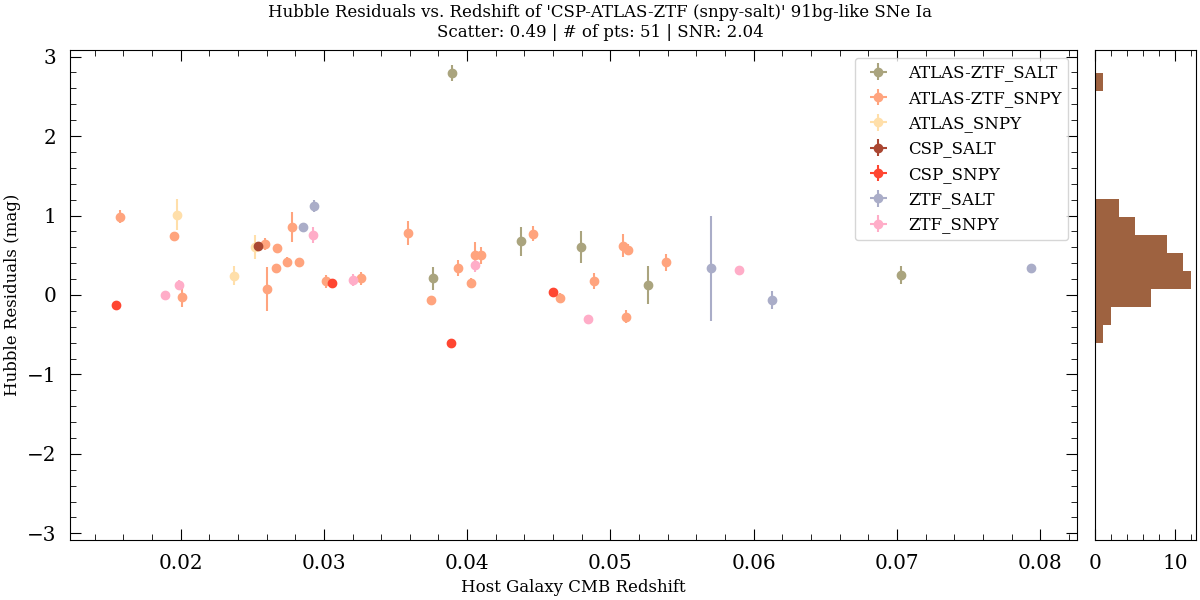 Hubble Residuals vs. Redshift of 'CSP-ATLAS-ZTF (snpy-salt)' 91bg-like SNe Ia
Scatter: 0.49 | # of pts: 51 | SNR: 2.04
Hubble Residuals (mag)
3
2
1
0
−1
−2
−3
ATLAS-ZTF_SALT
ATLAS-ZTF_SNPY
ATLAS_SNPY
CSP_SALT
CSP_SNPY
ZTF_SALT
ZTF_SNPY
0.02 0.03 0.04 0.05 0.06 0.07 0.08
0 10
Host Galaxy CMB Redshift